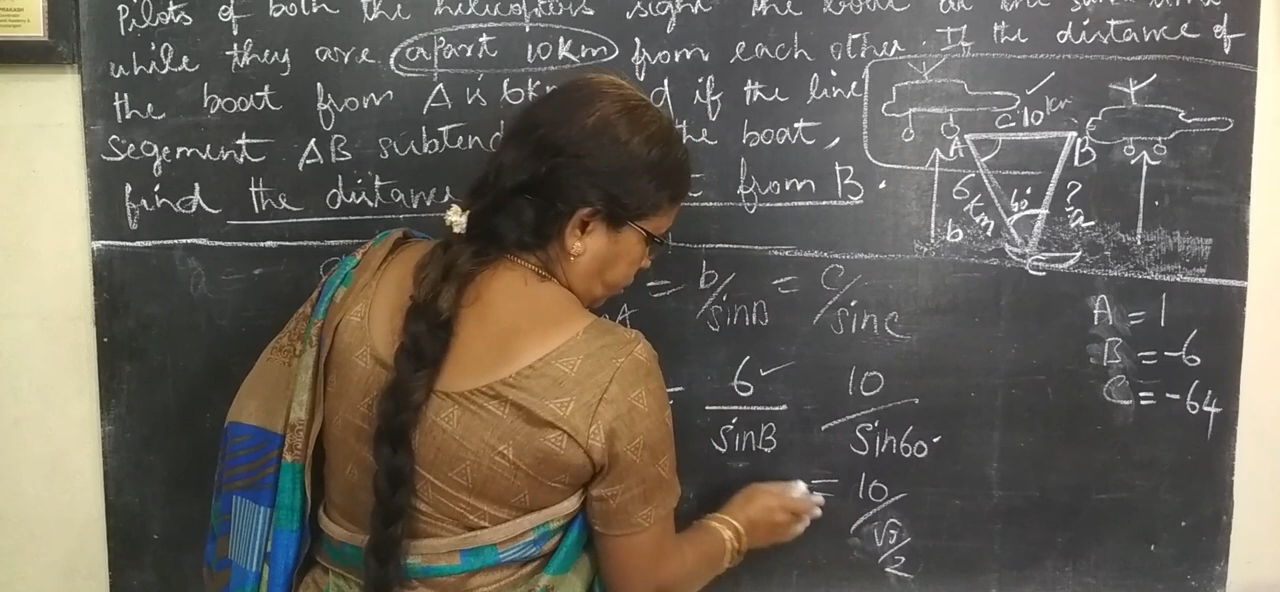 PRAKASH
Pilots of both the helicopters sight the boat at the same time
while they are apart 10Km from each other. If the distance of
the boat from A is 6km d if the line
segement AB subtend the boat,
find the distance from B.
c 10 km
A B
6 km 60° ?
b a
C
A = b/sinB = c/sinC
= 6/sinB 10/sin60°
= 10/√3/2
A = 1
B = -6
C = -64